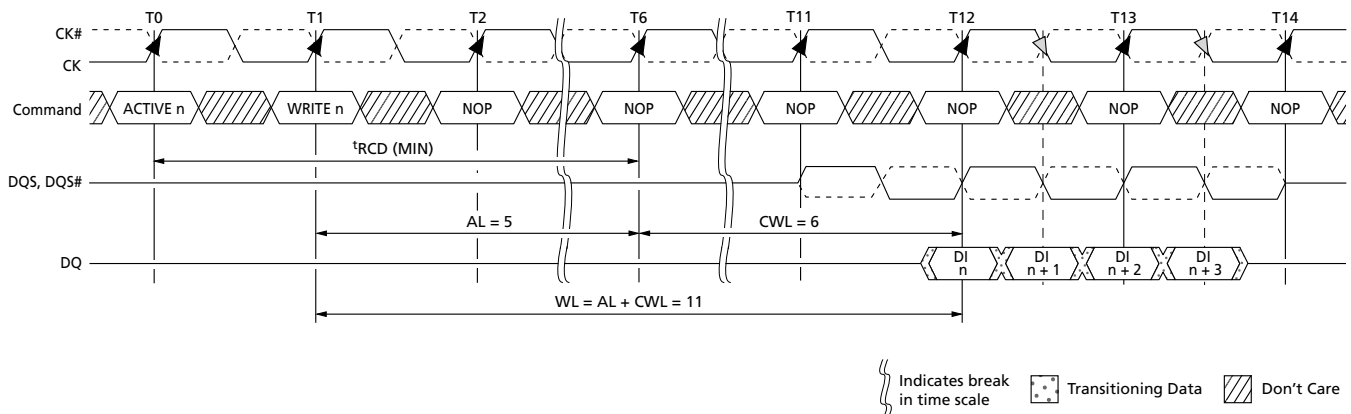 T0 T1 T2 T6 T11 T12 T13 T14
CK#
CK
Command ACTIVE n WRITE n NOP NOP NOP NOP NOP NOP
tRCD (MIN)
DQS, DQS#
AL = 5 CWL = 6
DQ DI n DI n + 1 DI n + 2 DI n + 3
WL = AL + CWL = 11
Indicates break
in time scale
Transitioning Data
Don't Care